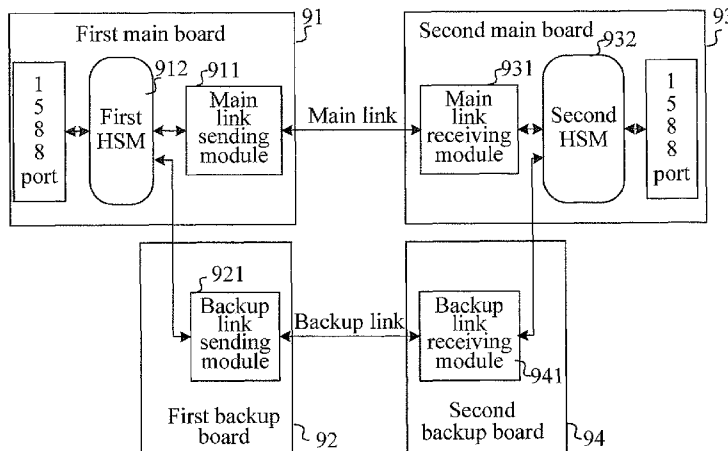 91
First main board
1
5
8
8
port
First
HSM
912
911
Main
link
sending
module
Main link
93
Second main board
931
Main
link
receiving
module
932
Second
HSM
1
5
8
8
port
921
Backup
link
sending
module
First backup
board
92
Backup link
Backup
link
receiving
module
941
Second
backup board
94